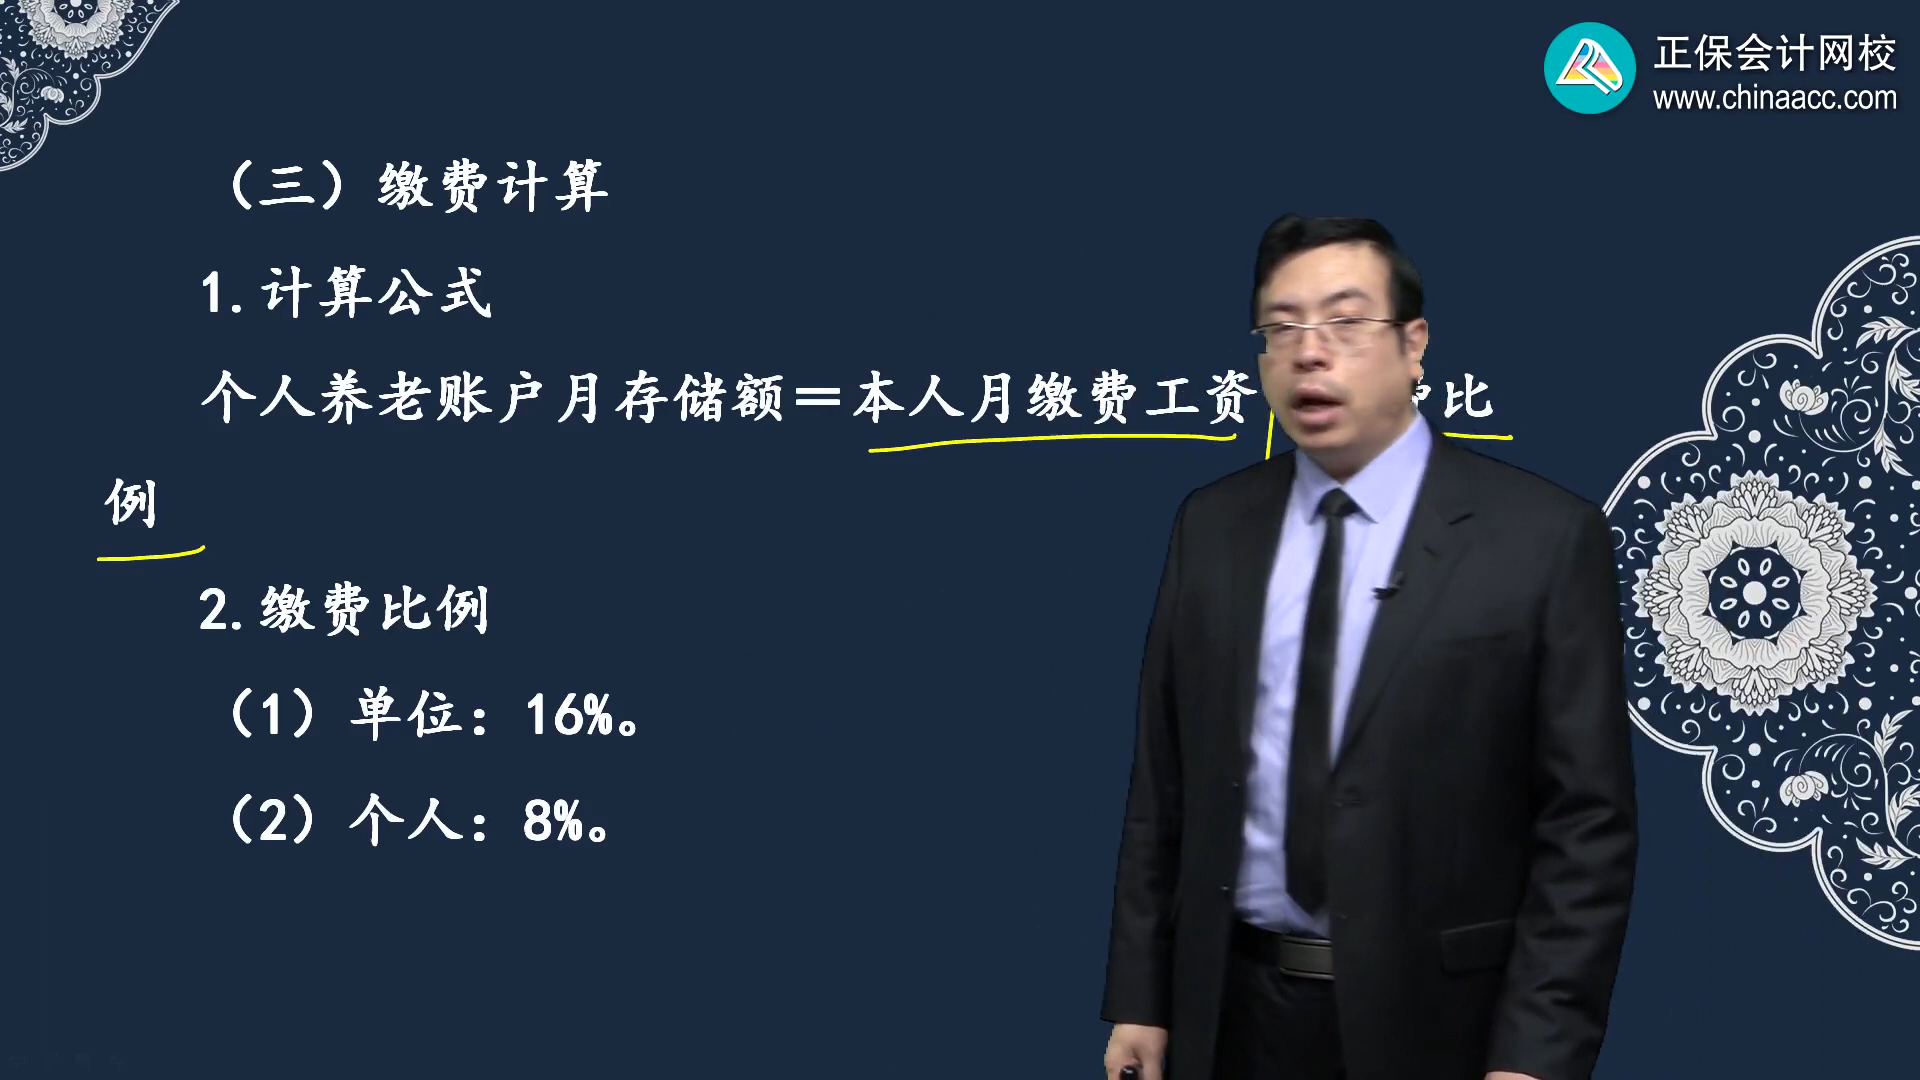 正保会计网校
www.chinaacc.com
（三）缴费计算
1.计算公式
个人养老账户月存储额＝本人月缴费工资 比
例
2.缴费比例
（1）单位：16%。
（2）个人：8%。